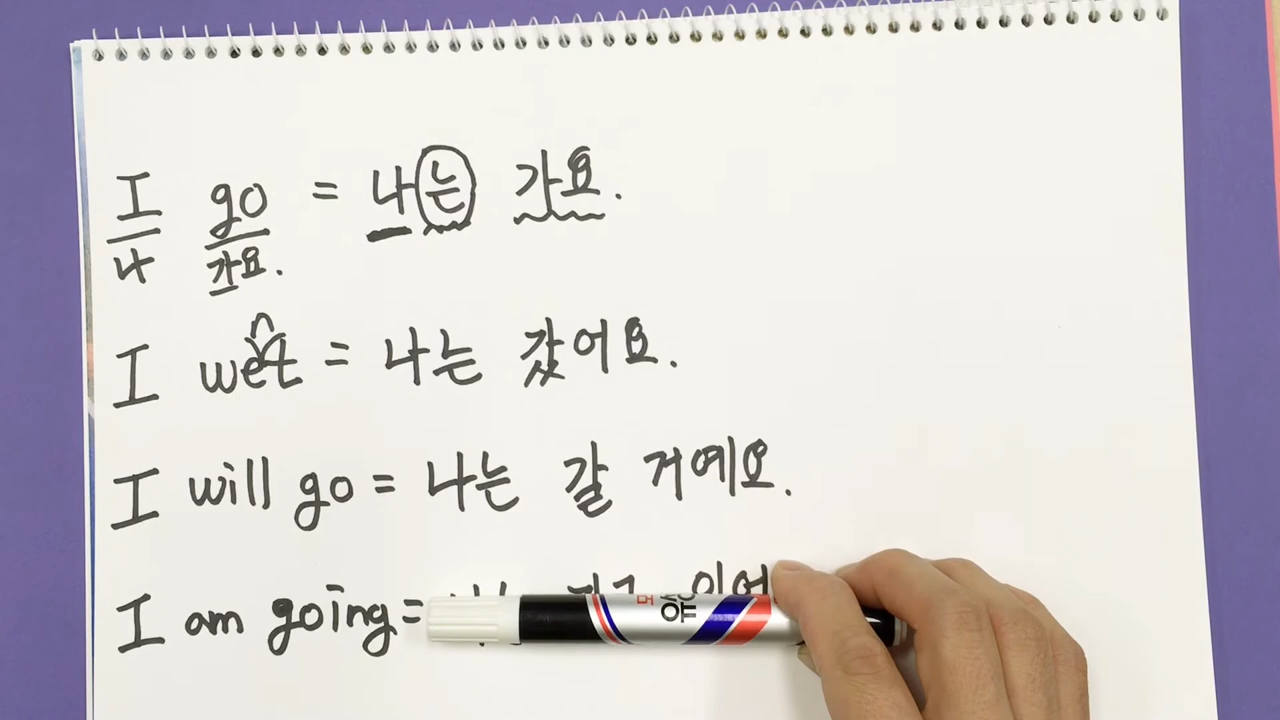 I go = 나는 가요.
나 가요.
I went = 나는 갔어요.
I will go = 나는 갈 거예요.
I am going =